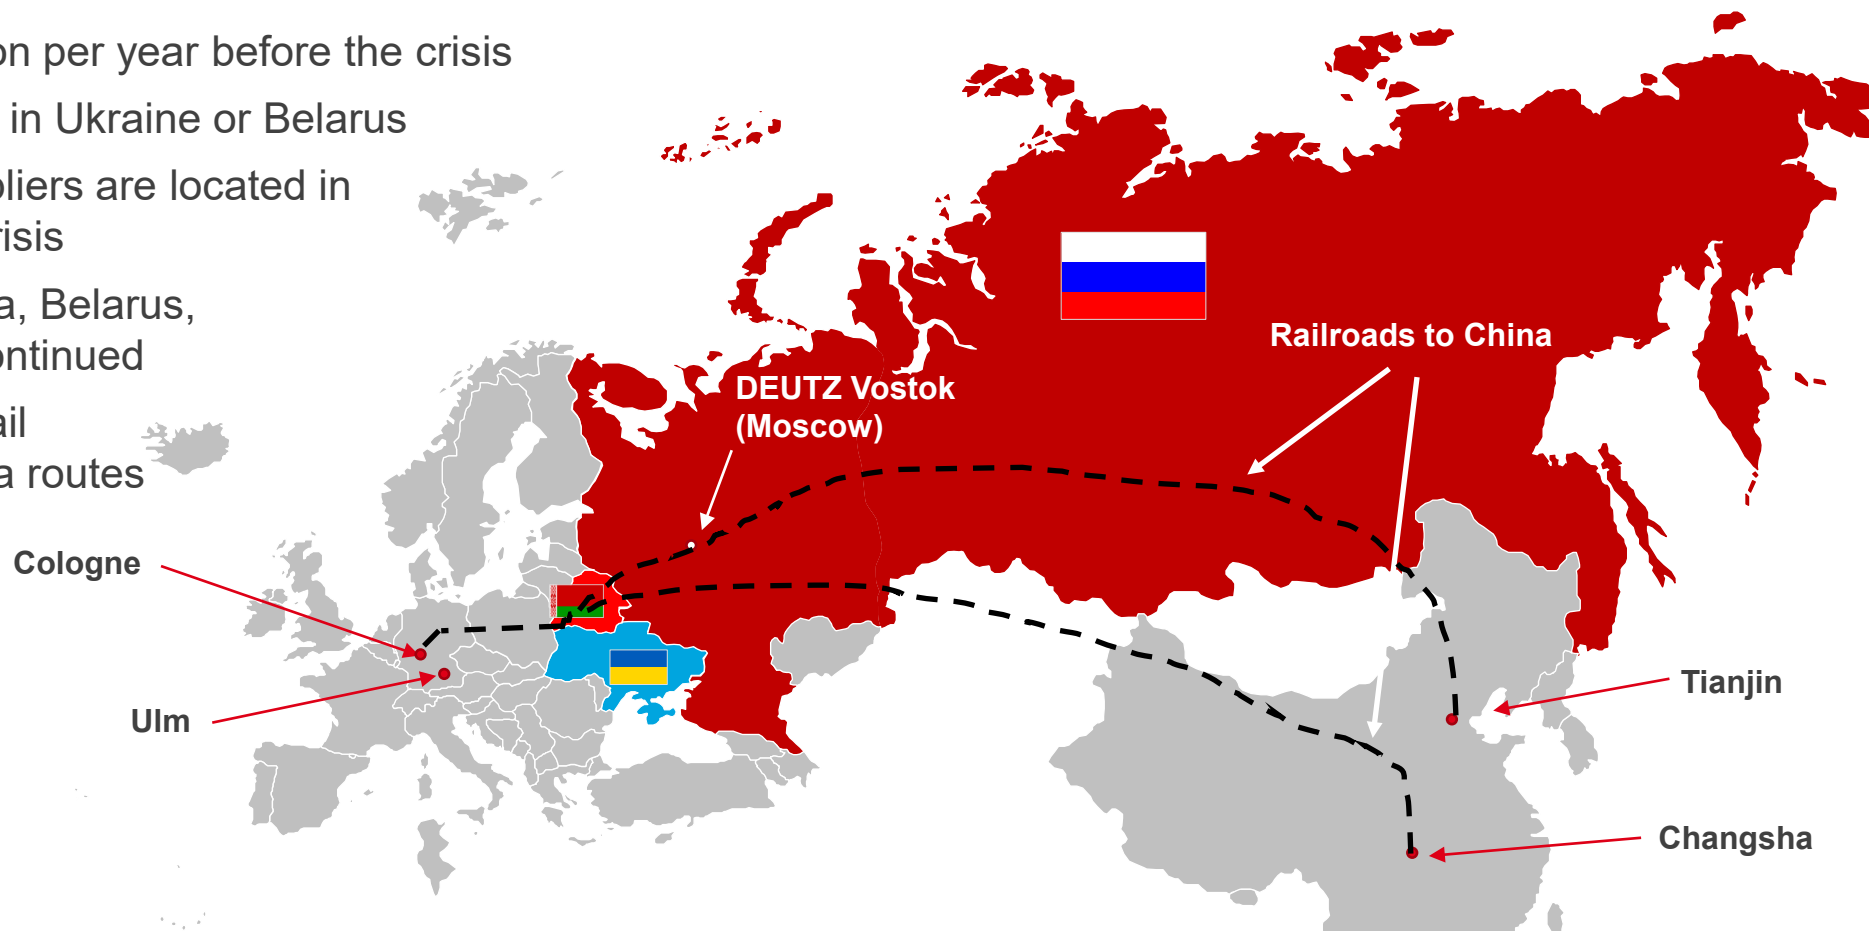 on per year before the crisis
in Ukraine or Belarus
pliers are located in
risis
a, Belarus,
ontinued
ail
a routes
Railroads to China
DEUTZ Vostok
(Moscow)
Cologne
Ulm
Tianjin
Changsha